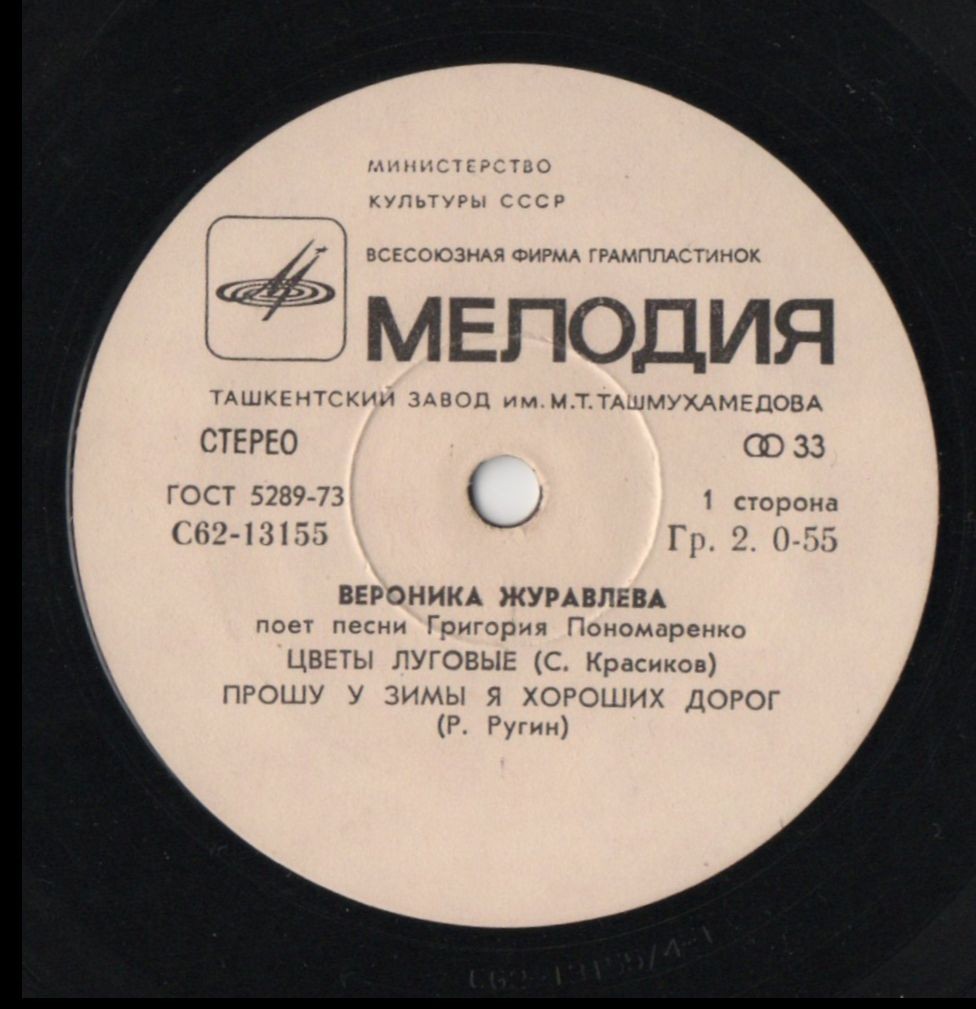 МИНИСТЕРСТВО
КУЛЬТУРЫ СССР
ВСЕСОЮЗНАЯ ФИРМА ГРАМПЛАСТИНОК
МЕЛОДИЯ
ТАШКЕНТСКИЙ ЗАВОД им. М.Т. ТАШМУХАМЕДОВА
СТЕРЕО 33
ГОСТ 5289-73 1 сторона
С62-13155 Гр. 2. 0-55
ВЕРОНИКА ЖУРАВЛЕВА
поет песни Григория Пономаренко
ЦВЕТЫ ЛУГОВЫЕ (С. Красиков)
ПРОШУ У ЗИМЫ Я ХОРОШИХ ДОРОГ
(Р. Ругин)